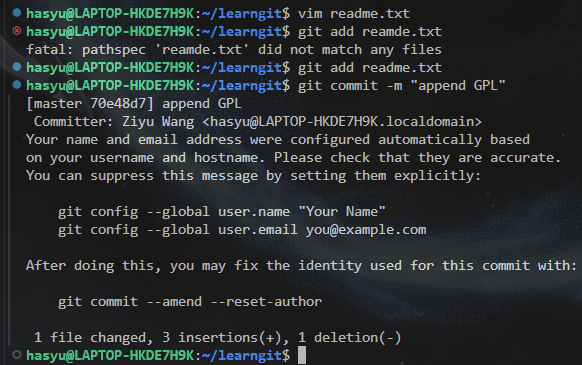 hasyu@LAPTOP-HKDE7H9K:~/learngit$ vim readme.txt
hasyu@LAPTOP-HKDE7H9K:~/learngit$ git add reamde.txt
fatal: pathspec 'reamde.txt' did not match any files
hasyu@LAPTOP-HKDE7H9K:~/learngit$ git add readme.txt
hasyu@LAPTOP-HKDE7H9K:~/learngit$ git commit -m "append GPL"
[master 70e48d7] append GPL
 Committer: Ziyu Wang <hasyu@LAPTOP-HKDE7H9K.localdomain>
Your name and email address were configured automatically based
on your username and hostname. Please check that they are accurate.
You can suppress this message by setting them explicitly:

    git config --global user.name "Your Name"
    git config --global user.email you@example.com

After doing this, you may fix the identity used for this commit with:

    git commit --amend --reset-author

 1 file changed, 3 insertions(+), 1 deletion(-)
hasyu@LAPTOP-HKDE7H9K:~/learngit$